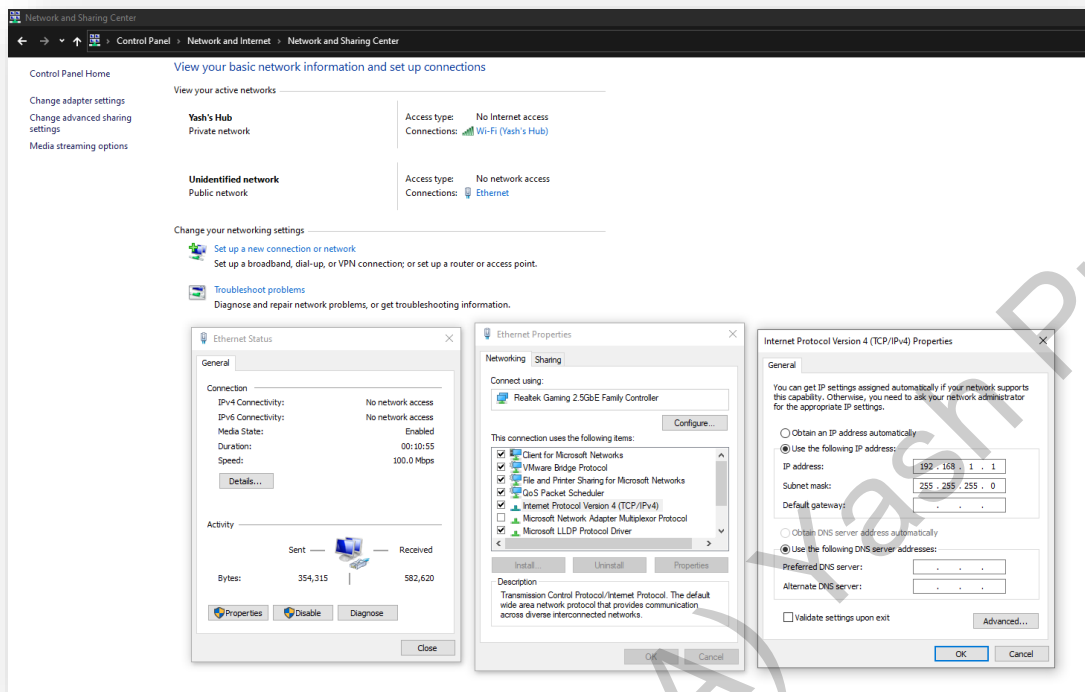 Network and Sharing Center
Control Panel › Network and Internet › Network and Sharing Center
Control Panel Home
Change adapter settings
Change advanced sharing
settings
Media streaming options
View your basic network information and set up connections
View your active networks
Yash's Hub
Private network
Access type: No Internet access
Connections: Wi-Fi (Yash's Hub)
Unidentified network
Public network
Access type: No network access
Connections: Ethernet
Change your networking settings
Set up a new connection or network
Set up a broadband, dial-up, or VPN connection; or set up a router or access point.
Troubleshoot problems
Diagnose and repair network problems, or get troubleshooting information.
Ethernet Status
General
Connection
IPv4 Connectivity: No network access
IPv6 Connectivity: No network access
Media State: Enabled
Duration: 00:10:55
Speed: 100.0 Mbps
Details...
Activity
Sent — — Received
Bytes: 354,315 | 582,620
Properties Disable Diagnose
Close
Ethernet Properties
Networking Sharing
Connect using:
Realtek Gaming 2.5GbE Family Controller
Configure...
This connection uses the following items:
Client for Microsoft Networks
VMware Bridge Protocol
File and Printer Sharing for Microsoft Networks
QoS Packet Scheduler
Internet Protocol Version 4 (TCP/IPv4)
Microsoft Network Adapter Multiplexor Protocol
Microsoft LLDP Protocol Driver
Install... Uninstall Properties
Description
Transmission Control Protocol/Internet Protocol. The default
wide area network protocol that provides communication
across diverse interconnected networks.
OK Cancel
Internet Protocol Version 4 (TCP/IPv4) Properties
General
You can get IP settings assigned automatically if your network supports
this capability. Otherwise, you need to ask your network administrator
for the appropriate IP settings.
Obtain an IP address automatically
Use the following IP address:
IP address: 192 . 168 . 1 . 1
Subnet mask: 255 . 255 . 255 . 0
Default gateway: . . .
Obtain DNS server address automatically
Use the following DNS server addresses:
Preferred DNS server: . . .
Alternate DNS server: . . .
Validate settings upon exit
Advanced...
OK Cancel
) Yash